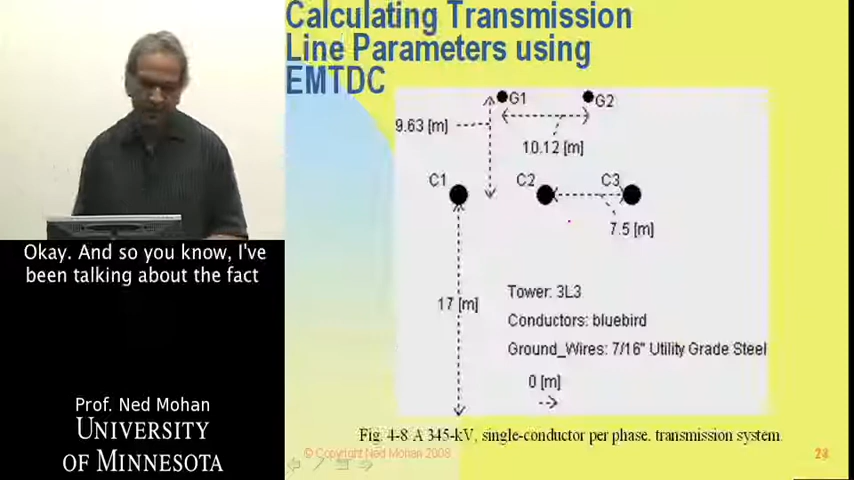 Calculating Transmission
Line Parameters using
EMTDC
G1
G2
9.63 [m]
10.12 [m]
C1
C2
C3
7.5 [m]
17 [m]
Tower: 3L3
Conductors: bluebird
Ground_Wires: 7/16" Utility Grade Steel
0 [m]
Fig. 4-8 A 345-kV, single-conductor per phase. transmission system.
© Copyright Ned Mohan 2008
Okay. And so you know, I've
been talking about the fact
Prof. Ned Mohan
UNIVERSITY
OF MINNESOTA